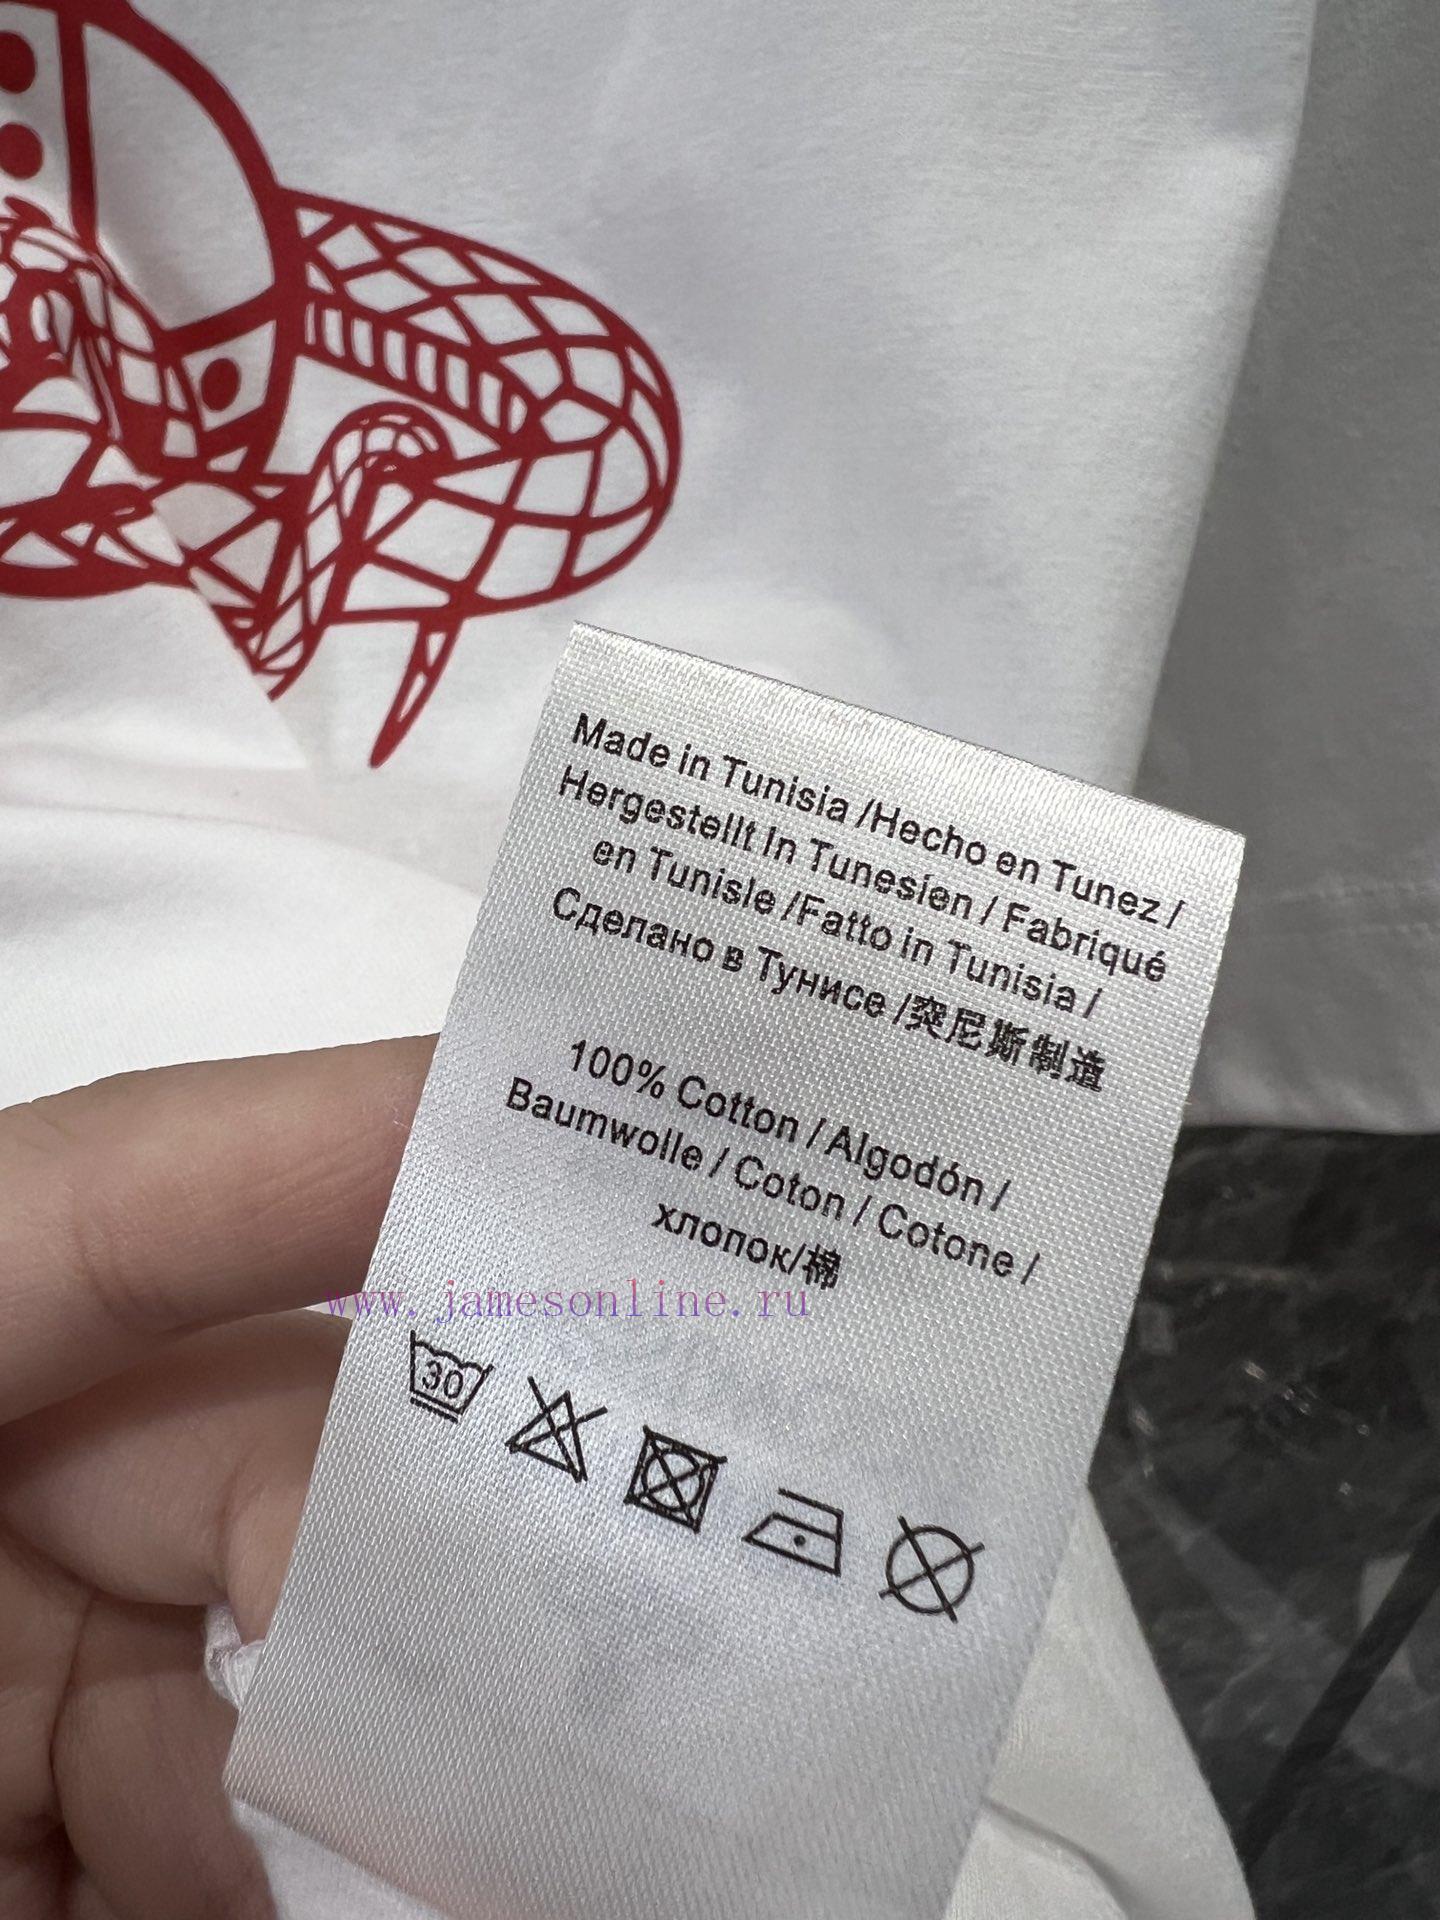 Made in Tunisia /Hecho en Tunez /
Hergestellt In Tunesien / Fabriqué
en Tunisie /Fatto in Tunisia /
Сделано в Тунисе /突尼斯制造
100% Cotton / Algodón /
Baumwolle / Coton / Cotone /
хлопок/棉
www.jamesonline.ru
30